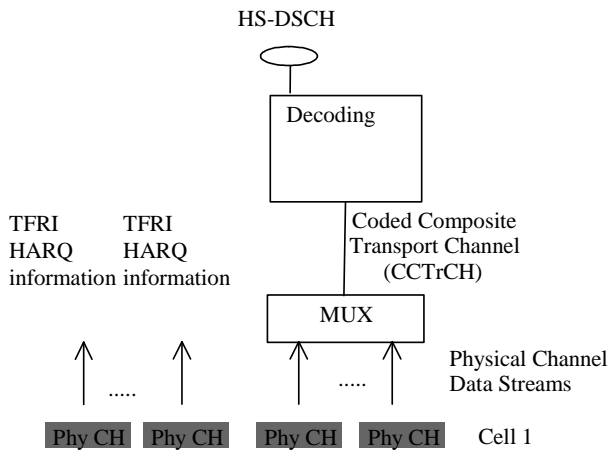 HS-DSCH
Decoding
TFRI
HARQ
information
TFRI
HARQ
information
Coded Composite
Transport Channel
(CCTrCH)
MUX
Physical Channel
Data Streams
.....
.....
Phy CH Phy CH Phy CH Phy CH Cell 1